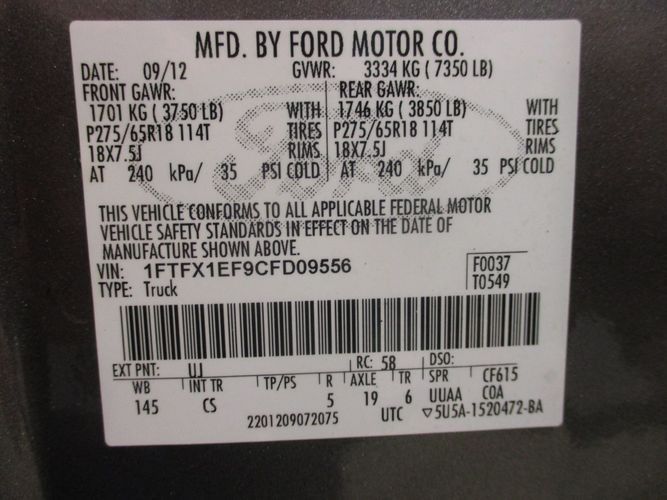 MFD. BY FORD MOTOR CO.
DATE: 09/12 GVWR: 3334 KG ( 7350 LB)
FRONT GAWR: REAR GAWR:
1701 KG ( 3750 LB) WITH 1746 KG ( 3850 LB) WITH
P275/65R18 114T TIRES P275/65R18 114T TIRES
18X7.5J RIMS 18X7.5J RIMS
AT 240 kPa/ 35 PSI COLD AT 240 kPa/ 35 PSI COLD
Ford
THIS VEHICLE CONFORMS TO ALL APPLICABLE FEDERAL MOTOR
VEHICLE SAFETY STANDARDS IN EFFECT ON THE DATE OF
MANUFACTURE SHOWN ABOVE.
VIN: 1FTFX1EF9CFD09556 F0037
TYPE: Truck T0549
EXT PNT: UJ RC: 58 DSO:
WB INT TR TP/PS R AXLE TR SPR CF615
145 CS 5 19 6 UUAA COA
2201209072075 UTC ▽5U5A-1520472-BA